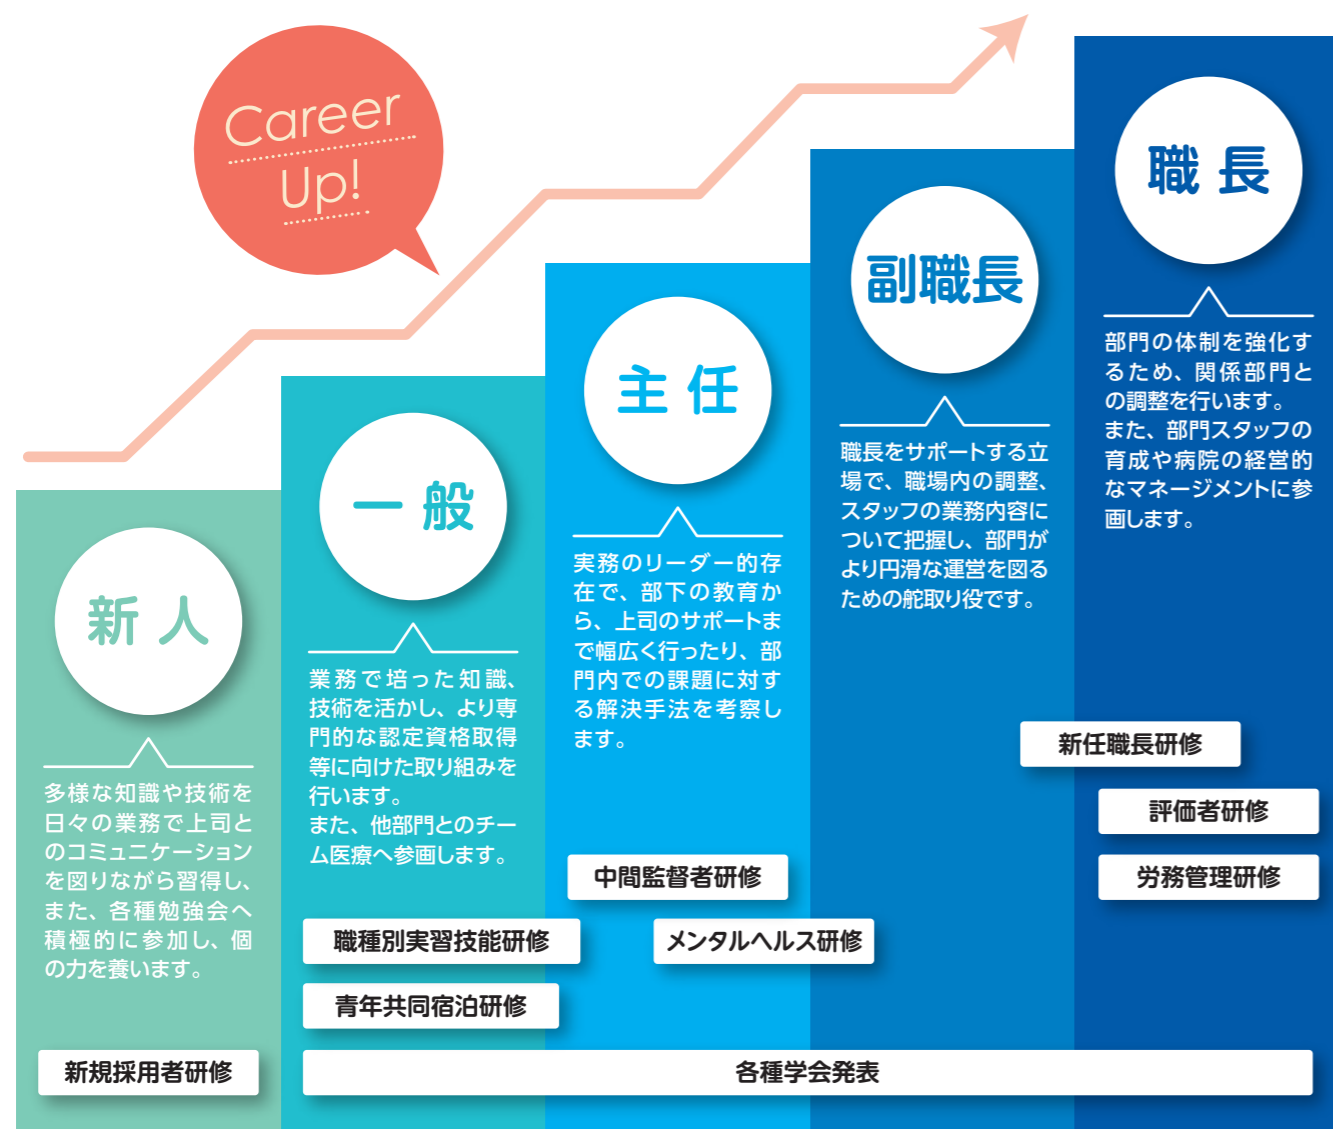 Career
Up!
新人
多様な知識や技術を
日々の業務で上司と
のコミュニケーション
を図りながら習得し、
また、各種勉強会へ
積極的に参加し、個
の力を養います。
新規採用者研修
一般
業務で培った知識、
技術を活かし、より専
門的な認定資格取得
等に向けた取り組みを
行います。
また、他部門とのチー
ム医療へ参画します。
職種別実習技能研修
青年共同宿泊研修
主任
実務のリーダー的存
在で、部下の教育か
ら、上司のサポートま
で幅広く行ったり、部
門内での課題に対す
る解決手法を考察し
ます。
中間監督者研修
メンタルヘルス研修
副職長
職長をサポートする立
場で、職場内の調整、
スタッフの業務内容に
ついて把握し、部門が
より円滑な運営を図る
ための舵取り役です。
職長
部門の体制を強化す
るため、関係部門と
の調整を行います。
また、部門スタッフの
育成や病院の経営的
なマネージメントに参
画します。
新任職長研修
評価者研修
労務管理研修
各種学会発表